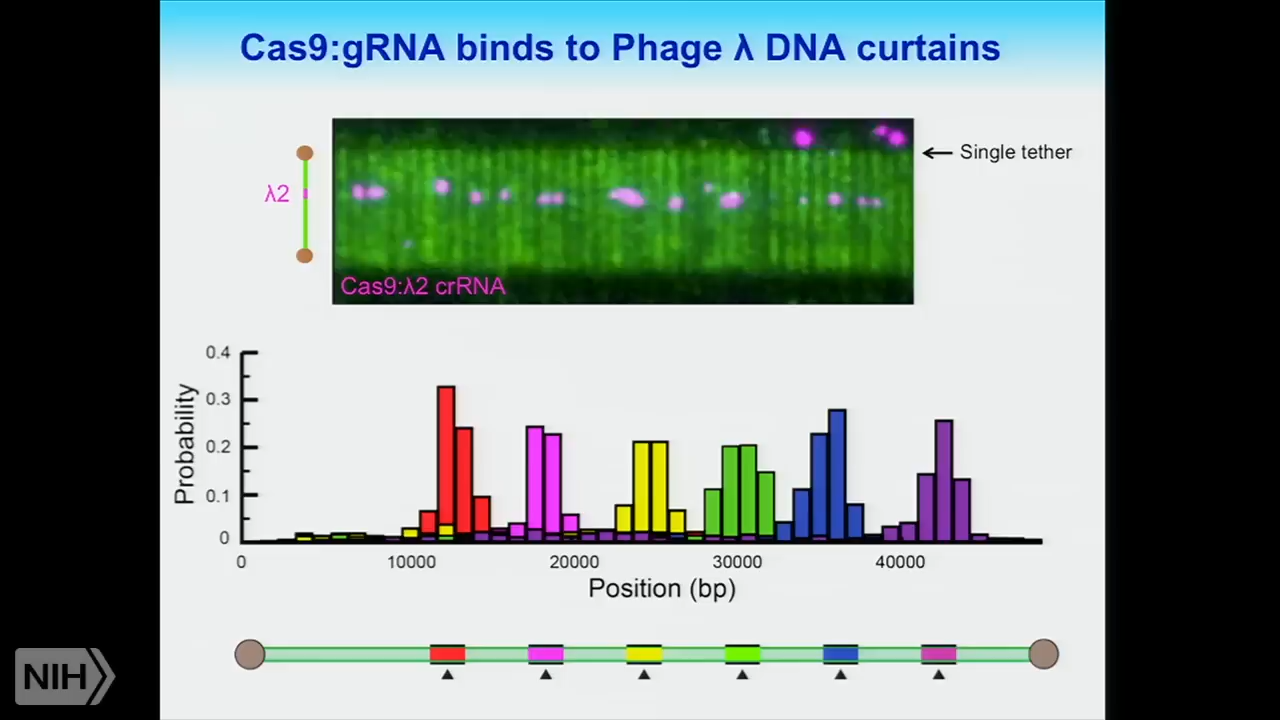 Cas9:gRNA binds to Phage λ DNA curtains
Single tether
λ2
Cas9:λ2 crRNA
0.4
0.3
0.2
0.1
0
Probability
0
10000
20000
30000
40000
Position (bp)
NIH